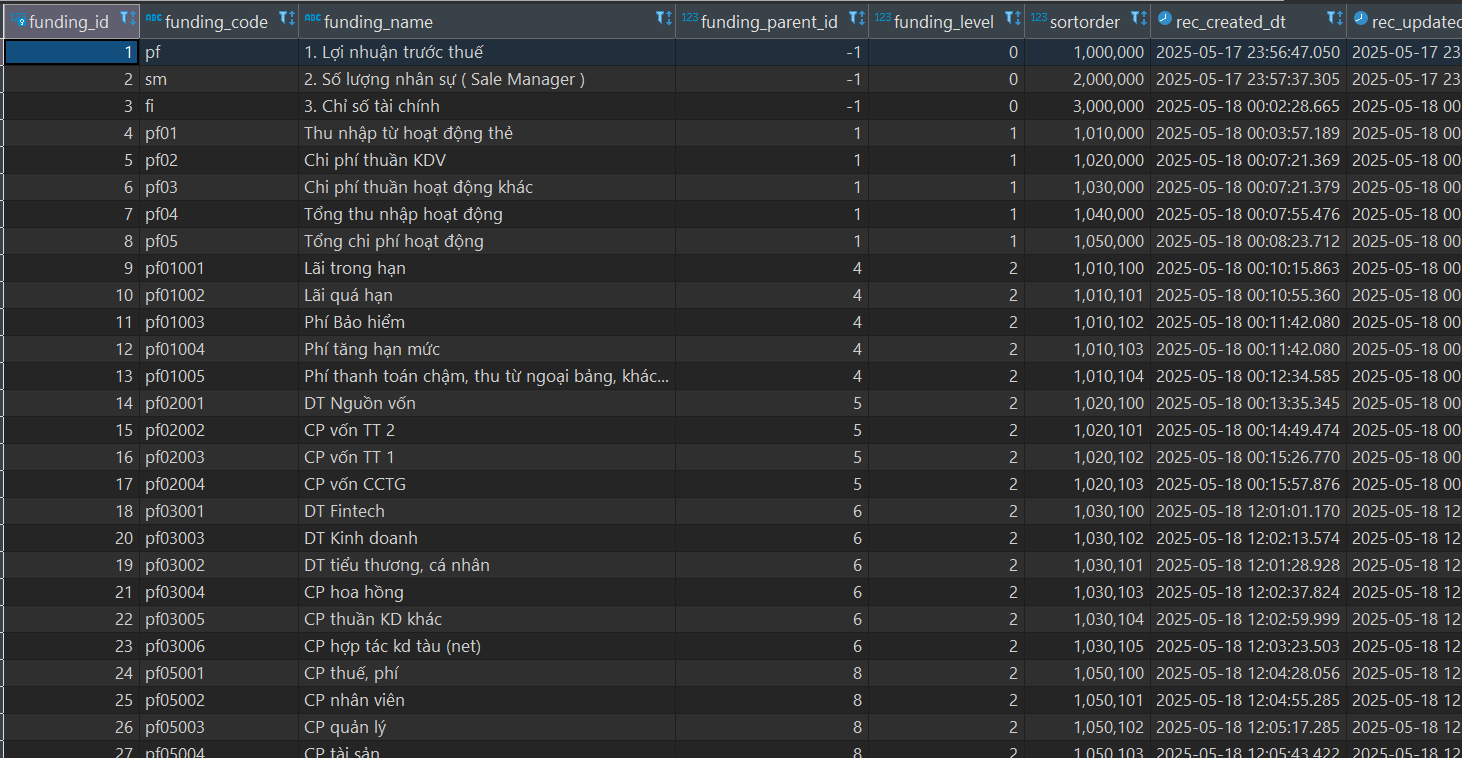 funding_id ABC funding_code ABC funding_name 123 funding_parent_id 123 funding_level 123 sortorder rec_created_dt rec_updated
1 pf 1. Lợi nhuận trước thuế -1 0 1,000,000 2025-05-17 23:56:47.050 2025-05-17 23
2 sm 2. Số lượng nhân sự ( Sale Manager ) -1 0 2,000,000 2025-05-17 23:57:37.305 2025-05-17 23
3 fi 3. Chỉ số tài chính -1 0 3,000,000 2025-05-18 00:02:28.665 2025-05-18 00
4 pf01 Thu nhập từ hoạt động thẻ 1 1 1,010,000 2025-05-18 00:03:57.189 2025-05-18 00
5 pf02 Chi phí thuần KDV 1 1 1,020,000 2025-05-18 00:07:21.369 2025-05-18 00
6 pf03 Chi phí thuần hoạt động khác 1 1 1,030,000 2025-05-18 00:07:21.379 2025-05-18 00
7 pf04 Tổng thu nhập hoạt động 1 1 1,040,000 2025-05-18 00:07:55.476 2025-05-18 00
8 pf05 Tổng chi phí hoạt động 1 1 1,050,000 2025-05-18 00:08:23.712 2025-05-18 00
9 pf01001 Lãi trong hạn 4 2 1,010,100 2025-05-18 00:10:15.863 2025-05-18 00
10 pf01002 Lãi quá hạn 4 2 1,010,101 2025-05-18 00:10:55.360 2025-05-18 00
11 pf01003 Phí Bảo hiểm 4 2 1,010,102 2025-05-18 00:11:42.080 2025-05-18 00
12 pf01004 Phí tăng hạn mức 4 2 1,010,103 2025-05-18 00:11:42.080 2025-05-18 00
13 pf01005 Phí thanh toán chậm, thu từ ngoại bảng, khác... 4 2 1,010,104 2025-05-18 00:12:34.585 2025-05-18 00
14 pf02001 DT Nguồn vốn 5 2 1,020,100 2025-05-18 00:13:35.345 2025-05-18 00
15 pf02002 CP vốn TT 2 5 2 1,020,101 2025-05-18 00:14:49.474 2025-05-18 00
16 pf02003 CP vốn TT 1 5 2 1,020,102 2025-05-18 00:15:26.770 2025-05-18 00
17 pf02004 CP vốn CCTG 5 2 1,020,103 2025-05-18 00:15:57.876 2025-05-18 00
18 pf03001 DT Fintech 6 2 1,030,100 2025-05-18 12:01:01.170 2025-05-18 12
20 pf03003 DT Kinh doanh 6 2 1,030,102 2025-05-18 12:02:13.574 2025-05-18 12
19 pf03002 DT tiểu thương, cá nhân 6 2 1,030,101 2025-05-18 12:01:28.928 2025-05-18 12
21 pf03004 CP hoa hồng 6 2 1,030,103 2025-05-18 12:02:37.824 2025-05-18 12
22 pf03005 CP thuần KD khác 6 2 1,030,104 2025-05-18 12:02:59.999 2025-05-18 12
23 pf03006 CP hợp tác kd tàu (net) 6 2 1,030,105 2025-05-18 12:03:23.503 2025-05-18 12
24 pf05001 CP thuế, phí 8 2 1,050,100 2025-05-18 12:04:28.056 2025-05-18 12
25 pf05002 CP nhân viên 8 2 1,050,101 2025-05-18 12:04:55.285 2025-05-18 12
26 pf05003 CP quản lý 8 2 1,050,102 2025-05-18 12:05:17.285 2025-05-18 12
27 pf05004 CP tài sản 8 2 1,050,103 2025-05-18 12:05:43.422 2025-05-18 12